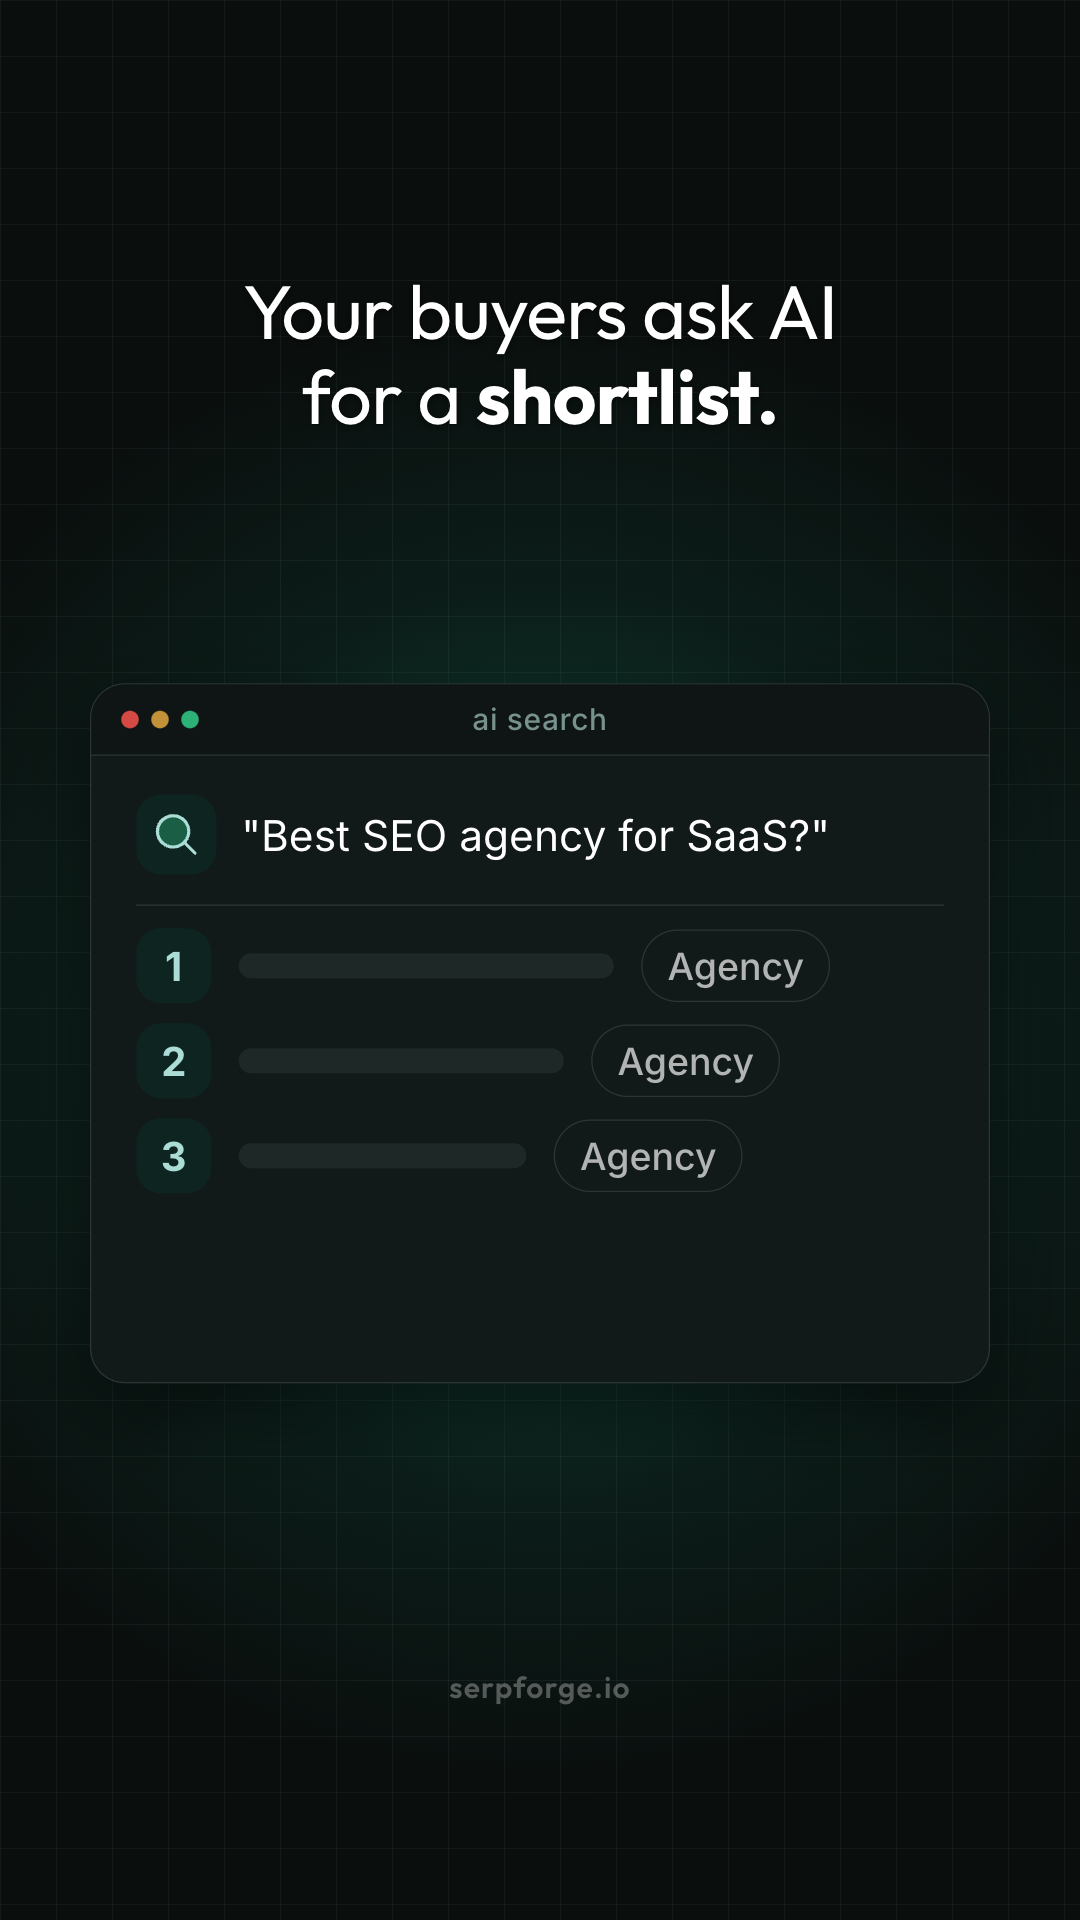 Your buyers ask AI
for a shortlist.
ai search
"Best SEO agency for SaaS?"
1 Agency
2 Agency
3 Agency
serpforge.io